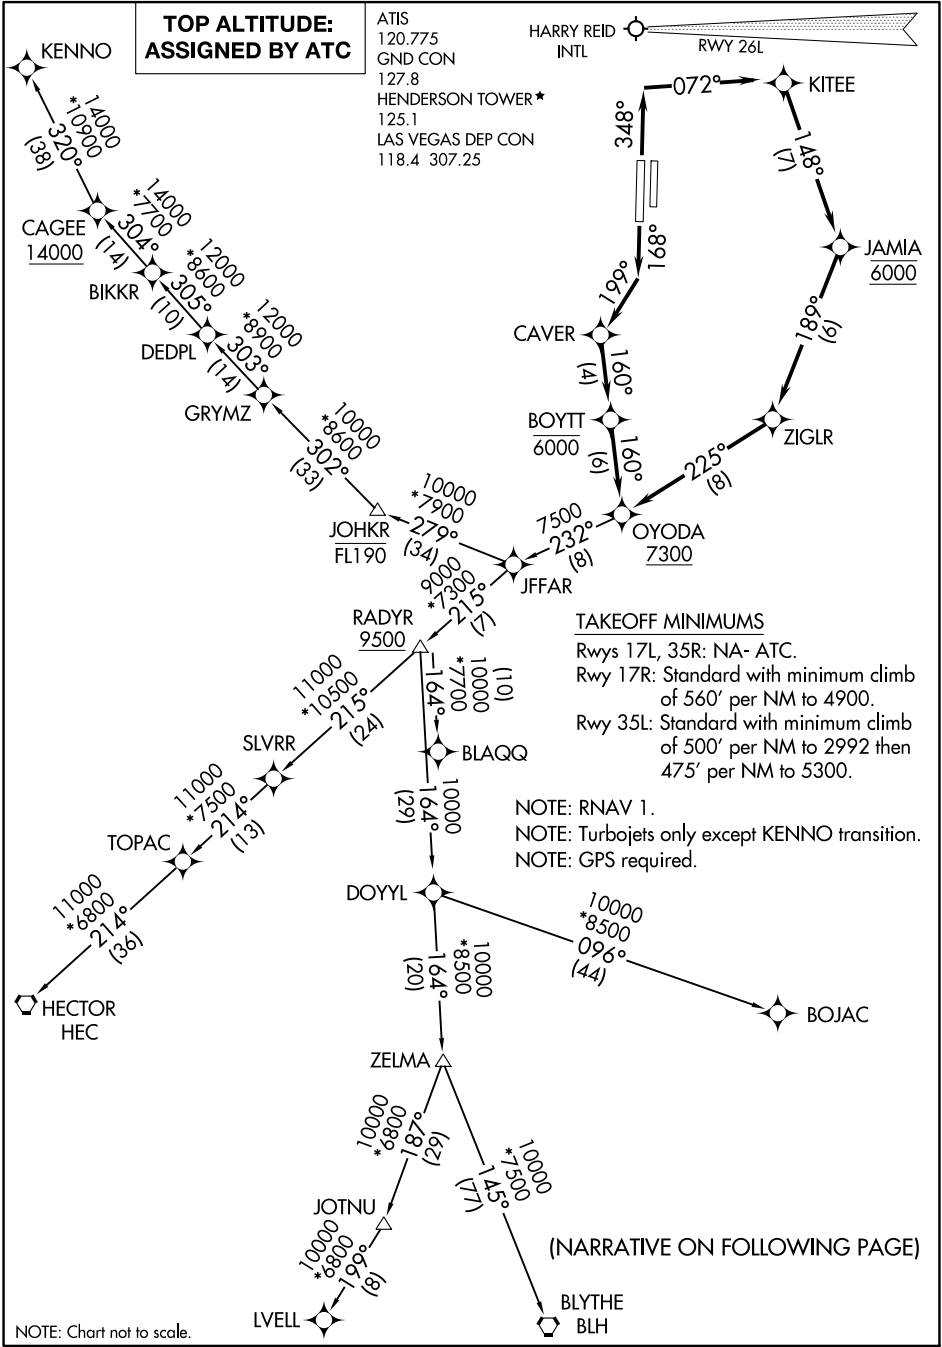 TOP ALTITUDE:
ASSIGNED BY ATC
ATIS
120.775
GND CON
127.8
HENDERSON TOWER★
125.1
LAS VEGAS DEP CON
118.4 307.25
HARRY REID
INTL
RWY 26L
KENNO
14000
*10900
320°
(38)
CAGEE
14000
14000
*7700
304°
(14)
BIKKR
12000
*8600
305°
(10)
DEDPL
12000
*8900
303°
(14)
GRYMZ
10000
*8600
302°
(33)
JOHKR
FL190
10000
*7900
279°
(34)
JFFAR
348°
072°
KITEE
148°
(7)
JAMIA
6000
189°
(6)
ZIGLR
225°
(8)
168°
199°
CAVER
160°
(4)
BOYTT
6000
160°
(6)
OYODA
7300
7500
232°
(8)
9000
*7300
215°
(7)
RADYR
9500
11000
*10500
215°
(24)
SLVRR
11000
*7500
214°
(13)
TOPAC
11000
*6800
214°
(36)
HECTOR
HEC
(10)
10000
*7700
164°
BLAQQ
10000
164°
(29)
DOYYL
10000
*8500
096°
(44)
BOJAC
10000
*8500
164°
(20)
ZELMA
10000
*6800
187°
(29)
JOTNU
10000
*6800
199°
(8)
LVELL
10000
*7500
145°
(77)
BLYTHE
BLH
TAKEOFF MINIMUMS
Rwys 17L, 35R: NA- ATC.
Rwy 17R: Standard with minimum climb
of 560' per NM to 4900.
Rwy 35L: Standard with minimum climb
of 500' per NM to 2992 then
475' per NM to 5300.
NOTE: RNAV 1.
NOTE: Turbojets only except KENNO transition.
NOTE: GPS required.
(NARRATIVE ON FOLLOWING PAGE)
NOTE: Chart not to scale.